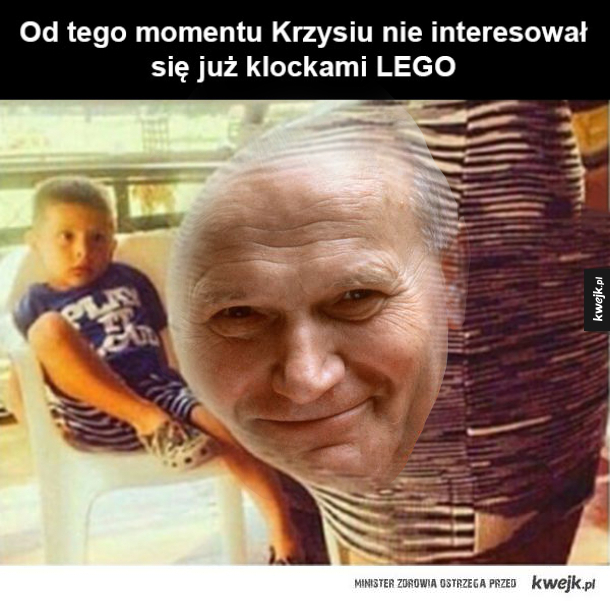 Od tego momentu Krzysiu nie interesował
się już klockami LEGO
PLAY
IT
kwejk.pl
MINISTER ZDROWIA OSTRZEGA PRZED kwejk.pl